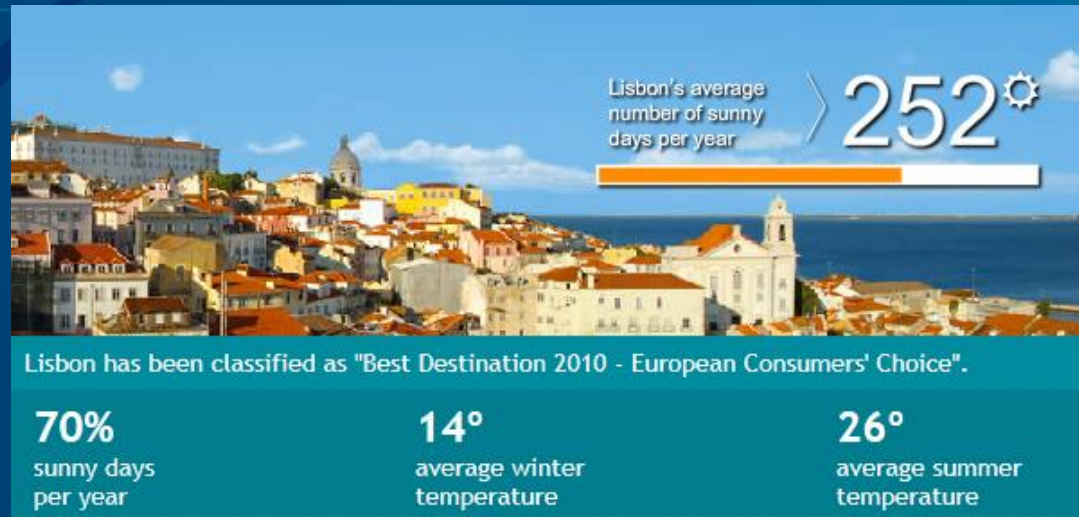 Lisbon's average
number of sunny
days per year
252
Lisbon has been classified as "Best Destination 2010 - European Consumers' Choice".
70%
sunny days
per year
14°
average winter
temperature
26°
average summer
temperature